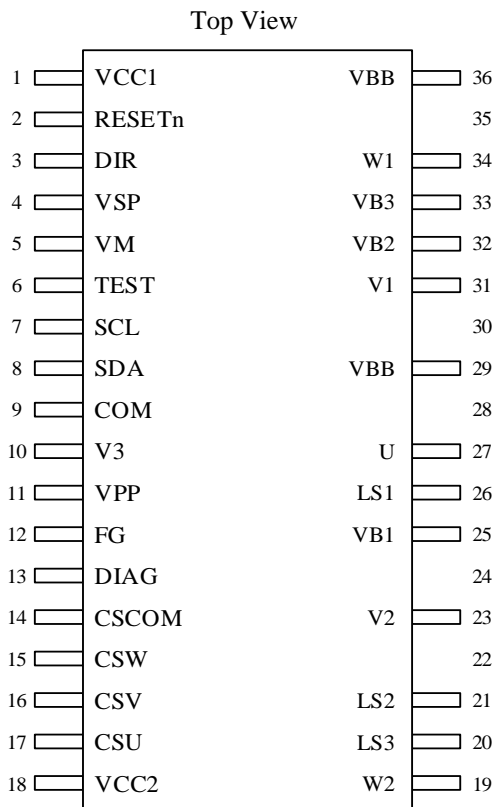 Top View
1 VCC1 VBB 36
2 RESETn 35
3 DIR W1 34
4 VSP VB3 33
5 VM VB2 32
6 TEST V1 31
7 SCL 30
8 SDA VBB 29
9 COM 28
10 V3 U 27
11 VPP LS1 26
12 FG VB1 25
13 DIAG 24
14 CSCOM V2 23
15 CSW 22
16 CSV LS2 21
17 CSU LS3 20
18 VCC2 W2 19